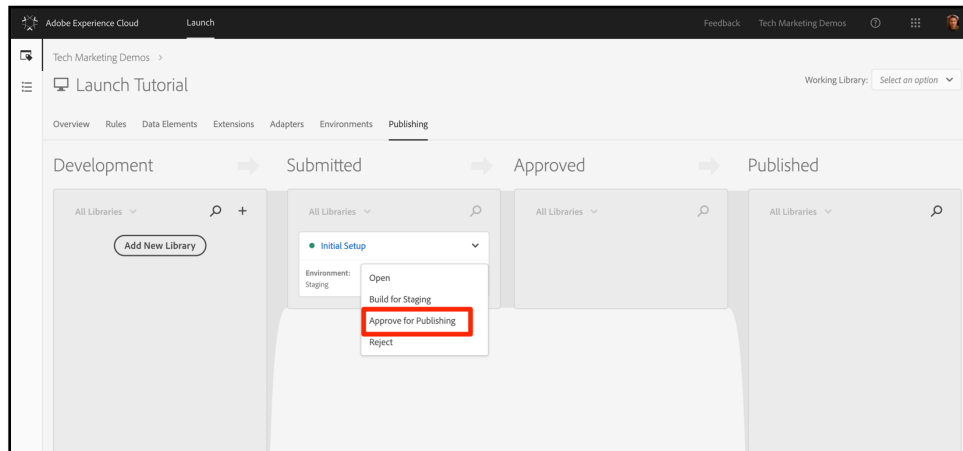 Adobe Experience Cloud Launch Feedback Tech Marketing Demos
Tech Marketing Demos >
Launch Tutorial
Working Library: Select an option
Overview Rules Data Elements Extensions Adapters Environments Publishing
Development Submitted Approved Published
All Libraries All Libraries All Libraries All Libraries
Add New Library
Initial Setup
Environment:
Staging
Open
Build for Staging
Approve for Publishing
Reject